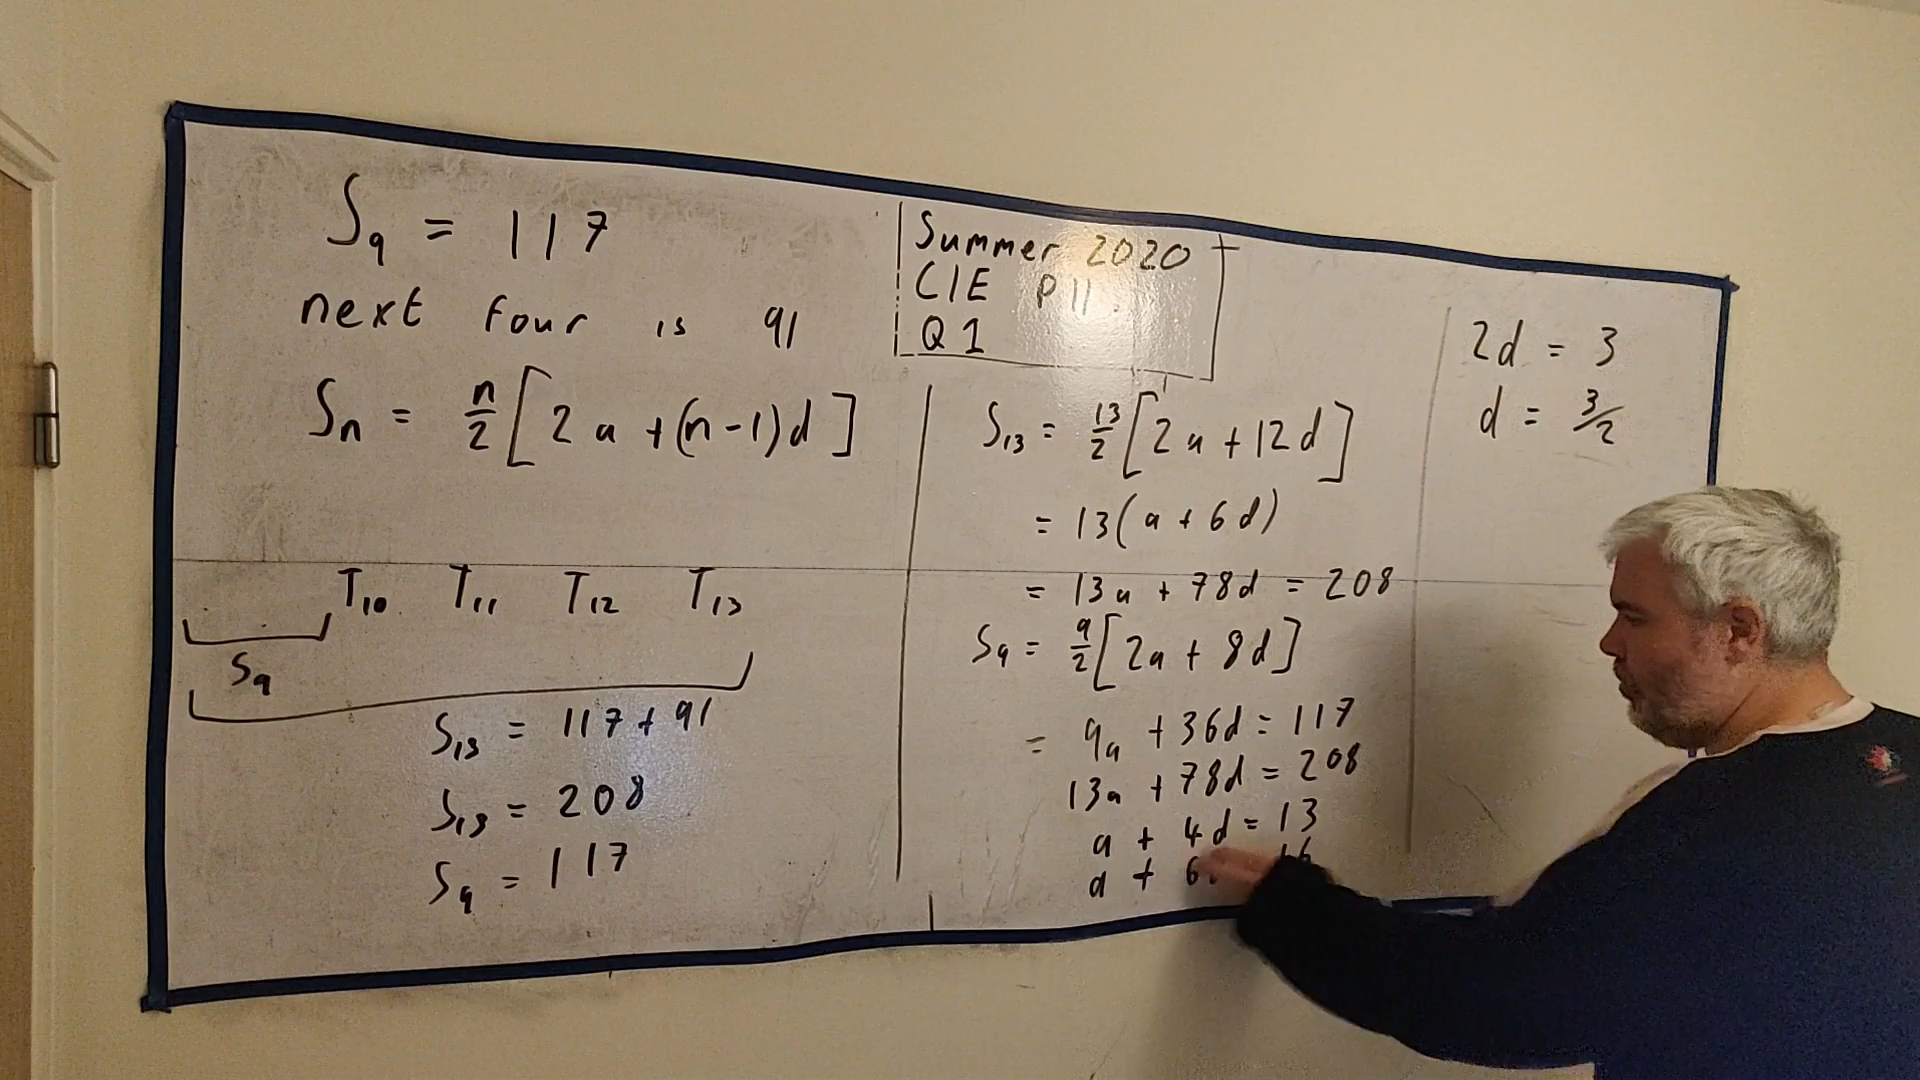 S₉ = 117
next four is 91
Sₙ = n/2 [2a + (n-1)d]
T₁₀ T₁₁ T₁₂ T₁₃
S₉
S₁₃ = 117 + 91
S₁₃ = 208
S₉ = 117
Summer 2020
CIE P11
Q1
S₁₃ = 13/2 [2a + 12d]
= 13(a + 6d)
= 13a + 78d = 208
S₉ = 9/2 [2a + 8d]
= 9a + 36d = 117
13a + 78d = 208
a + 4d = 13
a + 6 16
2d = 3
d = 3/2